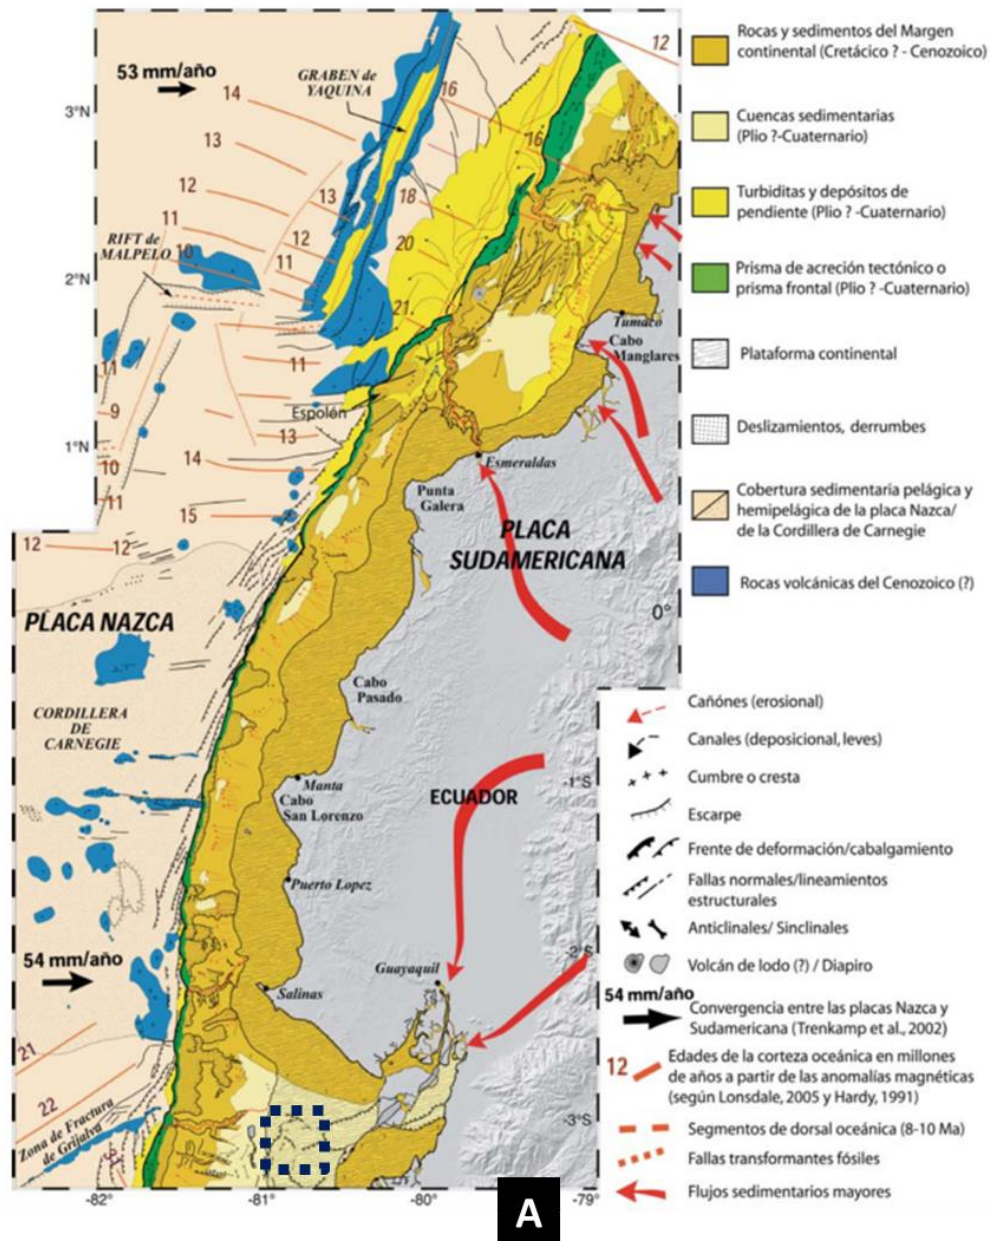 53 mm/año
GRABEN de
YAQUINA
16
12
14
3°N
13
16
12
13
18
11
12
20
RIFT de
MALPELO
10
11
2°N
21
Tumaco
Cabo
Manglares
11
11
9
Espolón
13
1°N
14
10
Esmeraldas
11
Punta
Galera
15
PLACA
SUDAMERICANA
12
12
0°
PLACA NAZCA
Cabo
Pasado
CORDILLERA
DE
CARNEGIE
-1°S
Manta
Cabo
San Lorenzo
ECUADOR
Puerto Lopez
-2°S
54 mm/año
Guayaquil
Salinas
21
22
Zona de Fractura
de Grijalva
-3°S
-82
-81
-80
-79°
A
Rocas y sedimentos del Margen
continental (Cretácico ? - Cenozoico)
Cuencas sedimentarias
(Plio ?-Cuaternario)
Turbiditas y depósitos de
pendiente (Plio ? -Cuaternario)
Prisma de acreción tectónico o
prisma frontal (Plio ? -Cuaternario)
Plataforma continental
Deslizamientos, derrumbes
Cobertura sedimentaria pelágica y
hemipelágica de la placa Nazca/
de la Cordillera de Carnegie
Rocas volcánicas del Cenozoico (?)
Cáñónes (erosional)
Canales (deposicional, leves)
Cumbre o cresta
Escarpe
Frente de deformación/cabalgamiento
Fallas normales/lineamientos
estructurales
Anticlinales/ Sinclinales
Volcán de lodo (?) / Diapiro
54 mm/año
Convergencia entre las placas Nazca y
Sudamericana (Trenkamp et al., 2002)
12
Edades de la corteza oceánica en millones
de años a partir de las anomalías magnéticas
(según Lonsdale, 2005 y Hardy, 1991)
Segmentos de dorsal oceánica (8-10 Ma)
Fallas transformantes fósiles
Flujos sedimentarios mayores